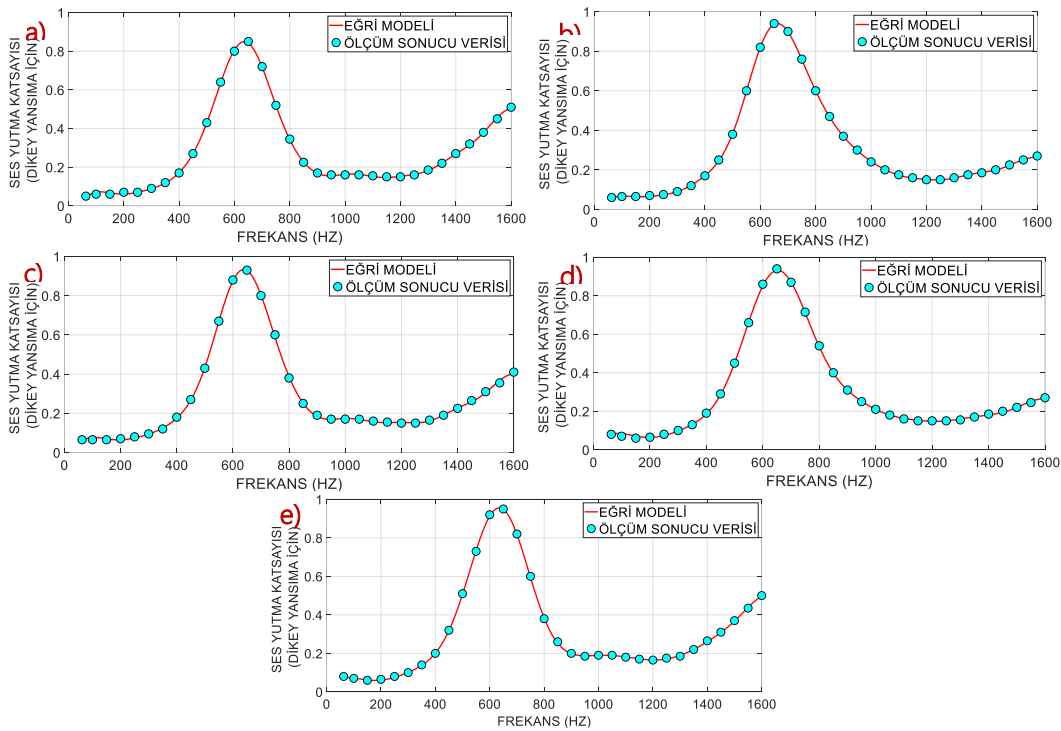 a)
SES YUTMA KATSAYISI
(DİKEY YANSIMA İÇİN)
1
0.8
0.6
0.4
0.2
0
0 200 400 600 800 1000 1200 1400 1600
FREKANS (HZ)
EĞRİ MODELİ
ÖLÇÜM SONUCU VERİSİ
b)
SES YUTMA KATSAYISI
(DİKEY YANSIMA İÇİN)
1
0.8
0.6
0.4
0.2
0
0 200 400 600 800 1000 1200 1400 1600
FREKANS (HZ)
EĞRİ MODELİ
ÖLÇÜM SONUCU VERİSİ
c)
SES YUTMA KATSAYISI
(DİKEY YANSIMA İÇİN)
1
0.8
0.6
0.4
0.2
0
0 200 400 600 800 1000 1200 1400 1600
FREKANS (HZ)
EĞRİ MODELİ
ÖLÇÜM SONUCU VERİSİ
d)
SES YUTMA KATSAYISI
(DİKEY YANSIMA İÇİN)
1
0.8
0.6
0.4
0.2
0
0 200 400 600 800 1000 1200 1400 1600
FREKANS (HZ)
EĞRİ MODELİ
ÖLÇÜM SONUCU VERİSİ
e)
SES YUTMA KATSAYISI
(DİKEY YANSIMA İÇİN)
1
0.8
0.6
0.4
0.2
0
0 200 400 600 800 1000 1200 1400 1600
FREKANS (HZ)
EĞRİ MODELİ
ÖLÇÜM SONUCU VERİSİ